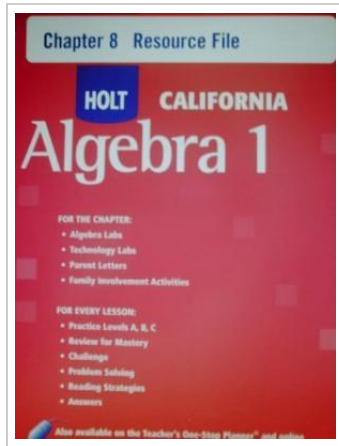 Chapter 8 Resource File
HOLT CALIFORNIA
Algebra 1
FOR THE CHAPTER:
• Algebra Labs
• Technology Labs
• Parent Letters
• Family Involvement Activities
FOR EVERY LESSON:
• Practice Levels A, B, C
• Review for Mastery
• Challenge
• Problem Solving
• Reading Strategies
• Answers
Also available on the Teacher's One-Stop Planner® and online